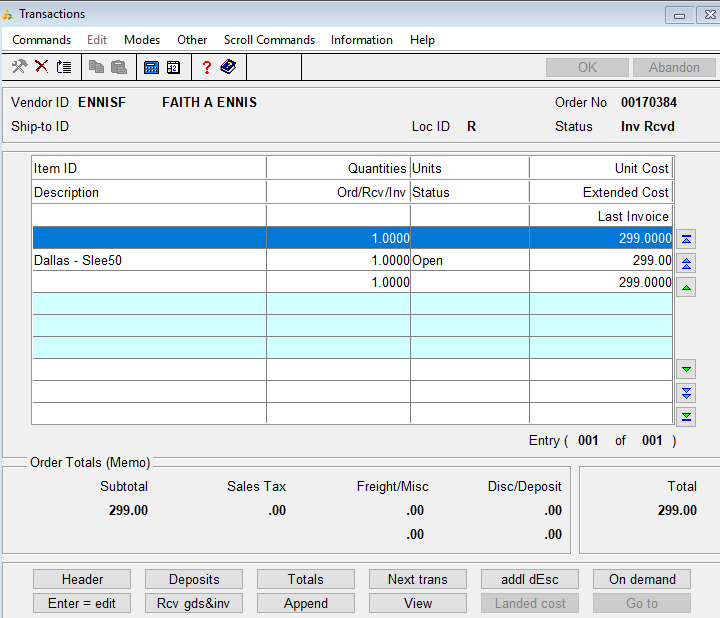 Transactions
Commands Edit Modes Other Scroll Commands Information Help
OK Abandon
Vendor ID ENNISF FAITH A ENNIS Order No 00170384
Ship-to ID Loc ID R Status Inv Rcvd
Item ID Quantities Units Unit Cost
Description Ord/Rcv/Inv Status Extended Cost
Last Invoice
1.0000 299.0000
Dallas - Slee50 1.0000 Open 299.00
1.0000 299.0000
Entry ( 001 of 001 )
Order Totals (Memo)
Subtotal Sales Tax Freight/Misc Disc/Deposit Total
299.00 .00 .00 .00 299.00
.00 .00
Header Deposits Totals Next trans addl dEsc On demand
Enter = edit Rcv gds&inv Append View Landed cost Go to